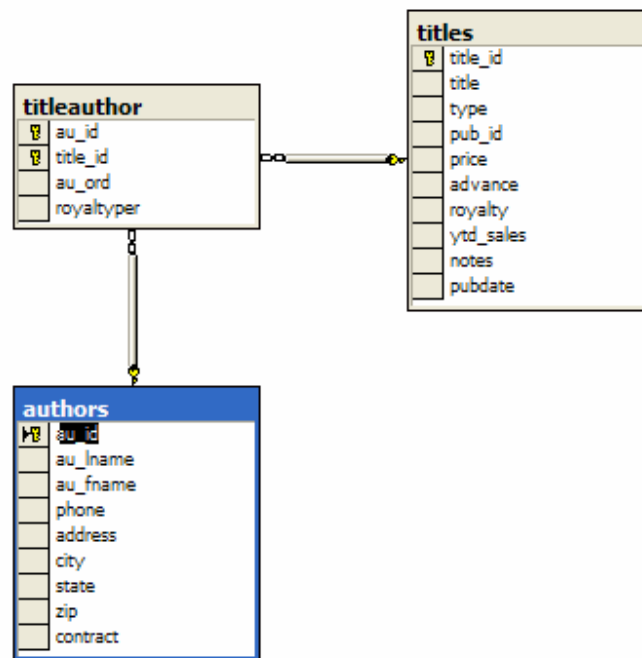 titles
title_id
title
type
pub_id
price
advance
royalty
ytd_sales
notes
pubdate
titleauthor
au_id
title_id
au_ord
royaltyper
authors
au_id
au_lname
au_fname
phone
address
city
state
zip
contract